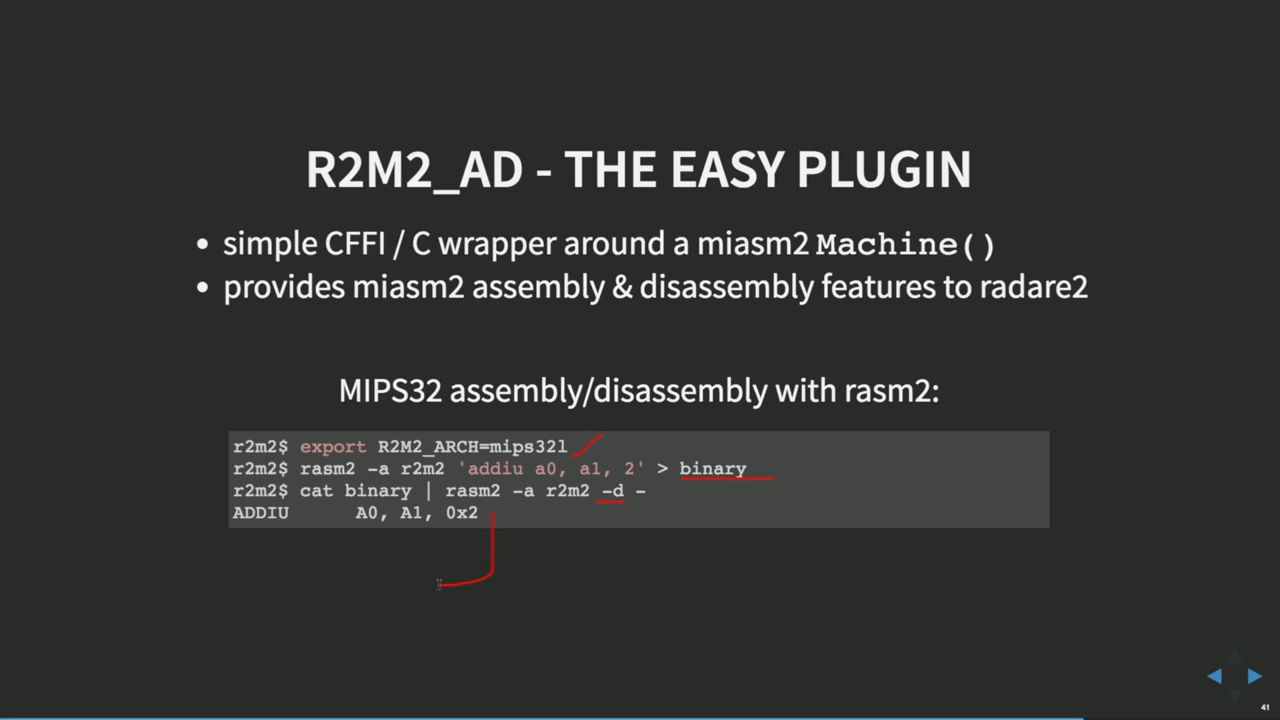 R2M2_AD - THE EASY PLUGIN
• simple CFFI / C wrapper around a miasm2 Machine()
• provides miasm2 assembly & disassembly features to radare2
MIPS32 assembly/disassembly with rasm2:
r2m2$ export R2M2_ARCH=mips32l
r2m2$ rasm2 -a r2m2 'addiu a0, a1, 2' > binary
r2m2$ cat binary | rasm2 -a r2m2 -d -
ADDIU      A0, A1, 0x2
41